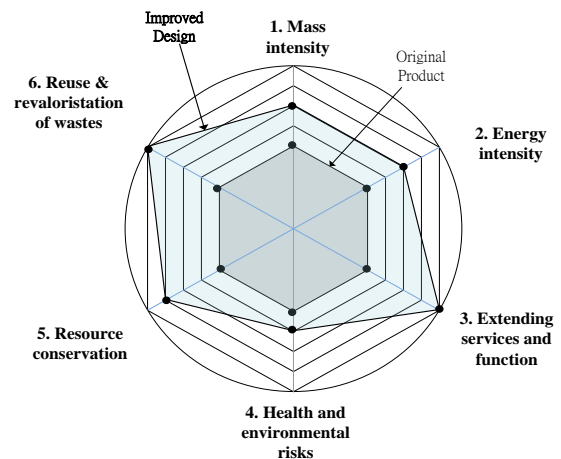 Improved
Design
1. Mass
intensity
Original
Product
6. Reuse &
revaloristation
of wastes
2. Energy
intensity
3. Extending
services and
function
5. Resource
conservation
4. Health and
environmental
risks